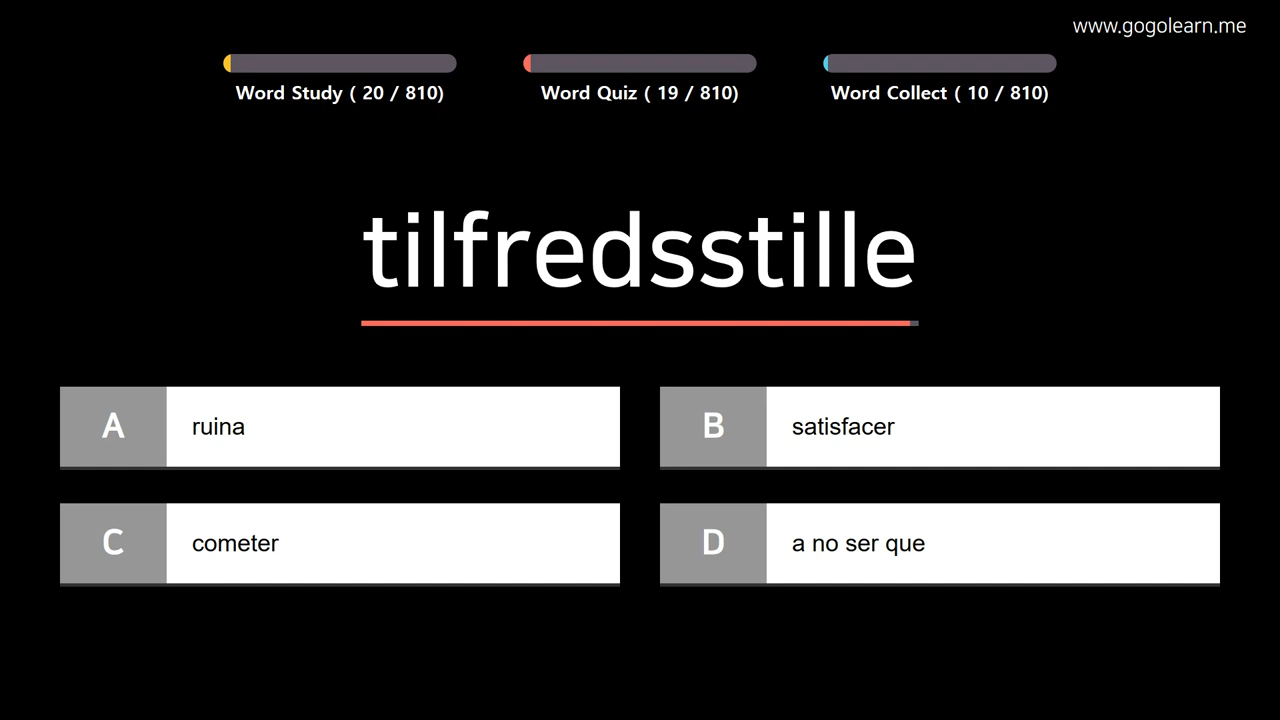 www.gogolearn.me
Word Study ( 20 / 810)
Word Quiz ( 19 / 810)
Word Collect ( 10 / 810)
tilfredsstille
A ruina
B satisfacer
C cometer
D a no ser que